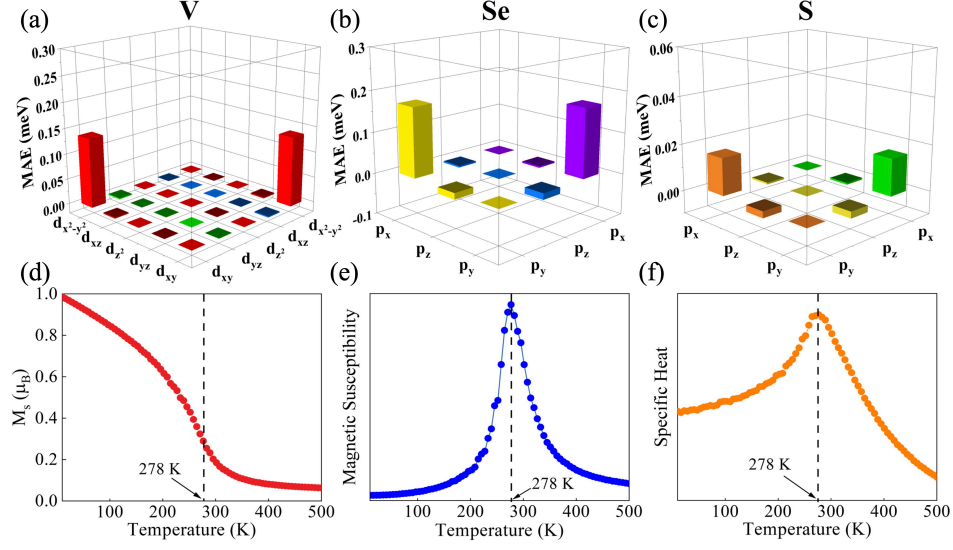 (a) V
MAE (meV)
0.30
0.25
0.20
0.15
0.10
0.05
0.00
d_{x²-y²} d_{xz} d_{z²} d_{yz} d_{xy}
d_{xy} d_{yz} d_{z²} d_{xz} d_{x²-y²}
(b) Se
MAE (meV)
0.3
0.2
0.1
0.0
-0.1
p_x p_z p_y
p_y p_z p_x
(c) S
MAE (meV)
0.06
0.04
0.02
0.00
p_x p_z p_y
p_y p_z p_x
(d)
M_s (μ_B)
1.0
0.8
0.6
0.4
0.2
0.0
278 K
100 200 300 400 500
Temperature (K)
(e)
Magnetic Susceptibility
278 K
100 200 300 400 500
Temperature (K)
(f)
Specific Heat
278 K
100 200 300 400 500
Temperature (K)